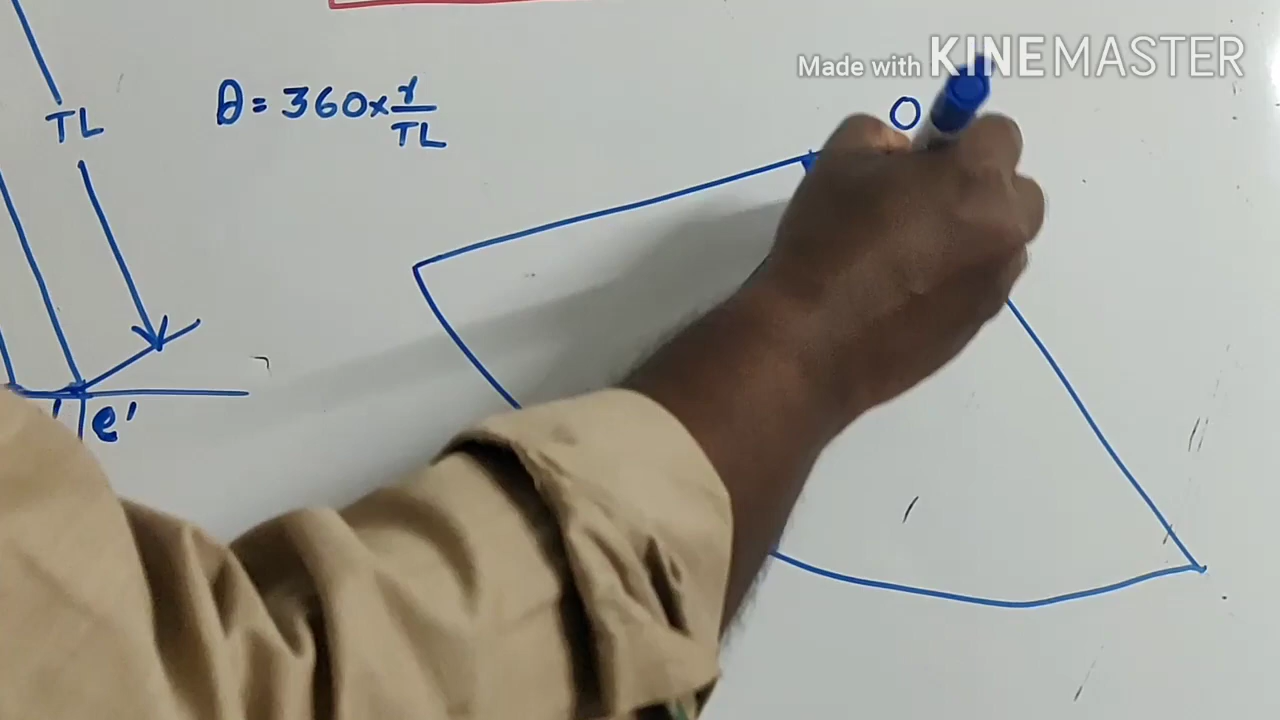 Made with KINEMASTER
θ = 360 × r/TL
O
TL
e'